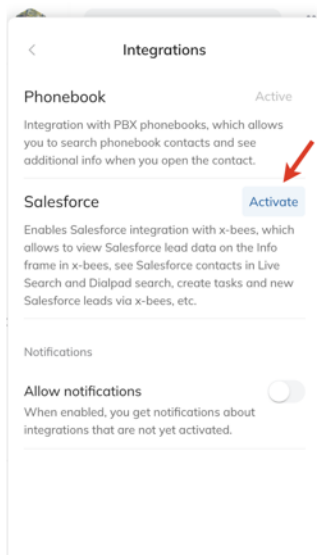 Integrations
Phonebook
Active
Integration with PBX phonebooks, which allows
you to search phonebook contacts and see
additional info when you open the contact.
Salesforce
Activate
Enables Salesforce integration with x-bees, which
allows to view Salesforce lead data on the Info
frame in x-bees, see Salesforce contacts in Live
Search and Dialpad search, create tasks and new
Salesforce leads via x-bees, etc.
Notifications
Allow notifications
When enabled, you get notifications about
integrations that are not yet activated.